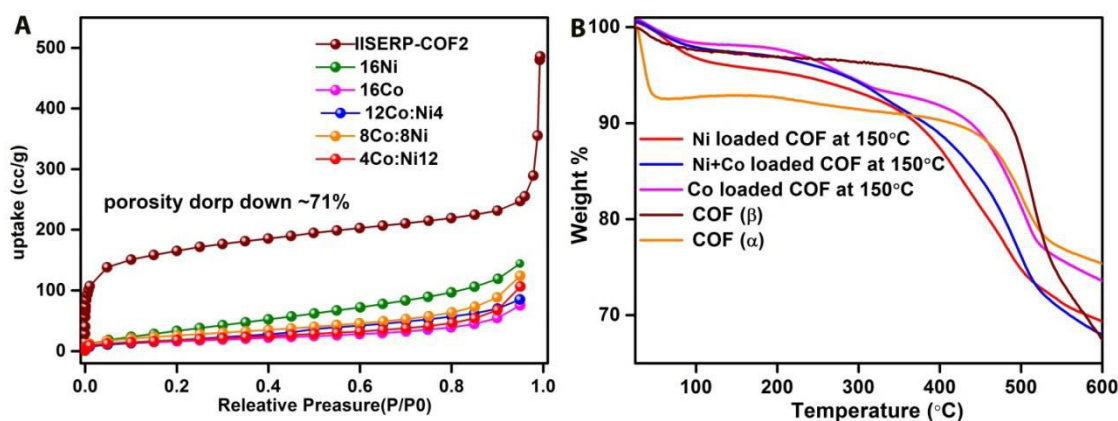 A
500
400
300
200
100
0
uptake (cc/g)
IISERP-COF2
16Ni
16Co
12Co:Ni4
8Co:8Ni
4Co:Ni12
porosity dorp down ~71%
0.0 0.2 0.4 0.6 0.8 1.0
Releative Preasure(P/P0)
B
100
90
80
70
Weight %
Ni loaded COF at 150°C
Ni+Co loaded COF at 150°C
Co loaded COF at 150°C
COF (β)
COF (α)
100 200 300 400 500 600
Temperature (°C)